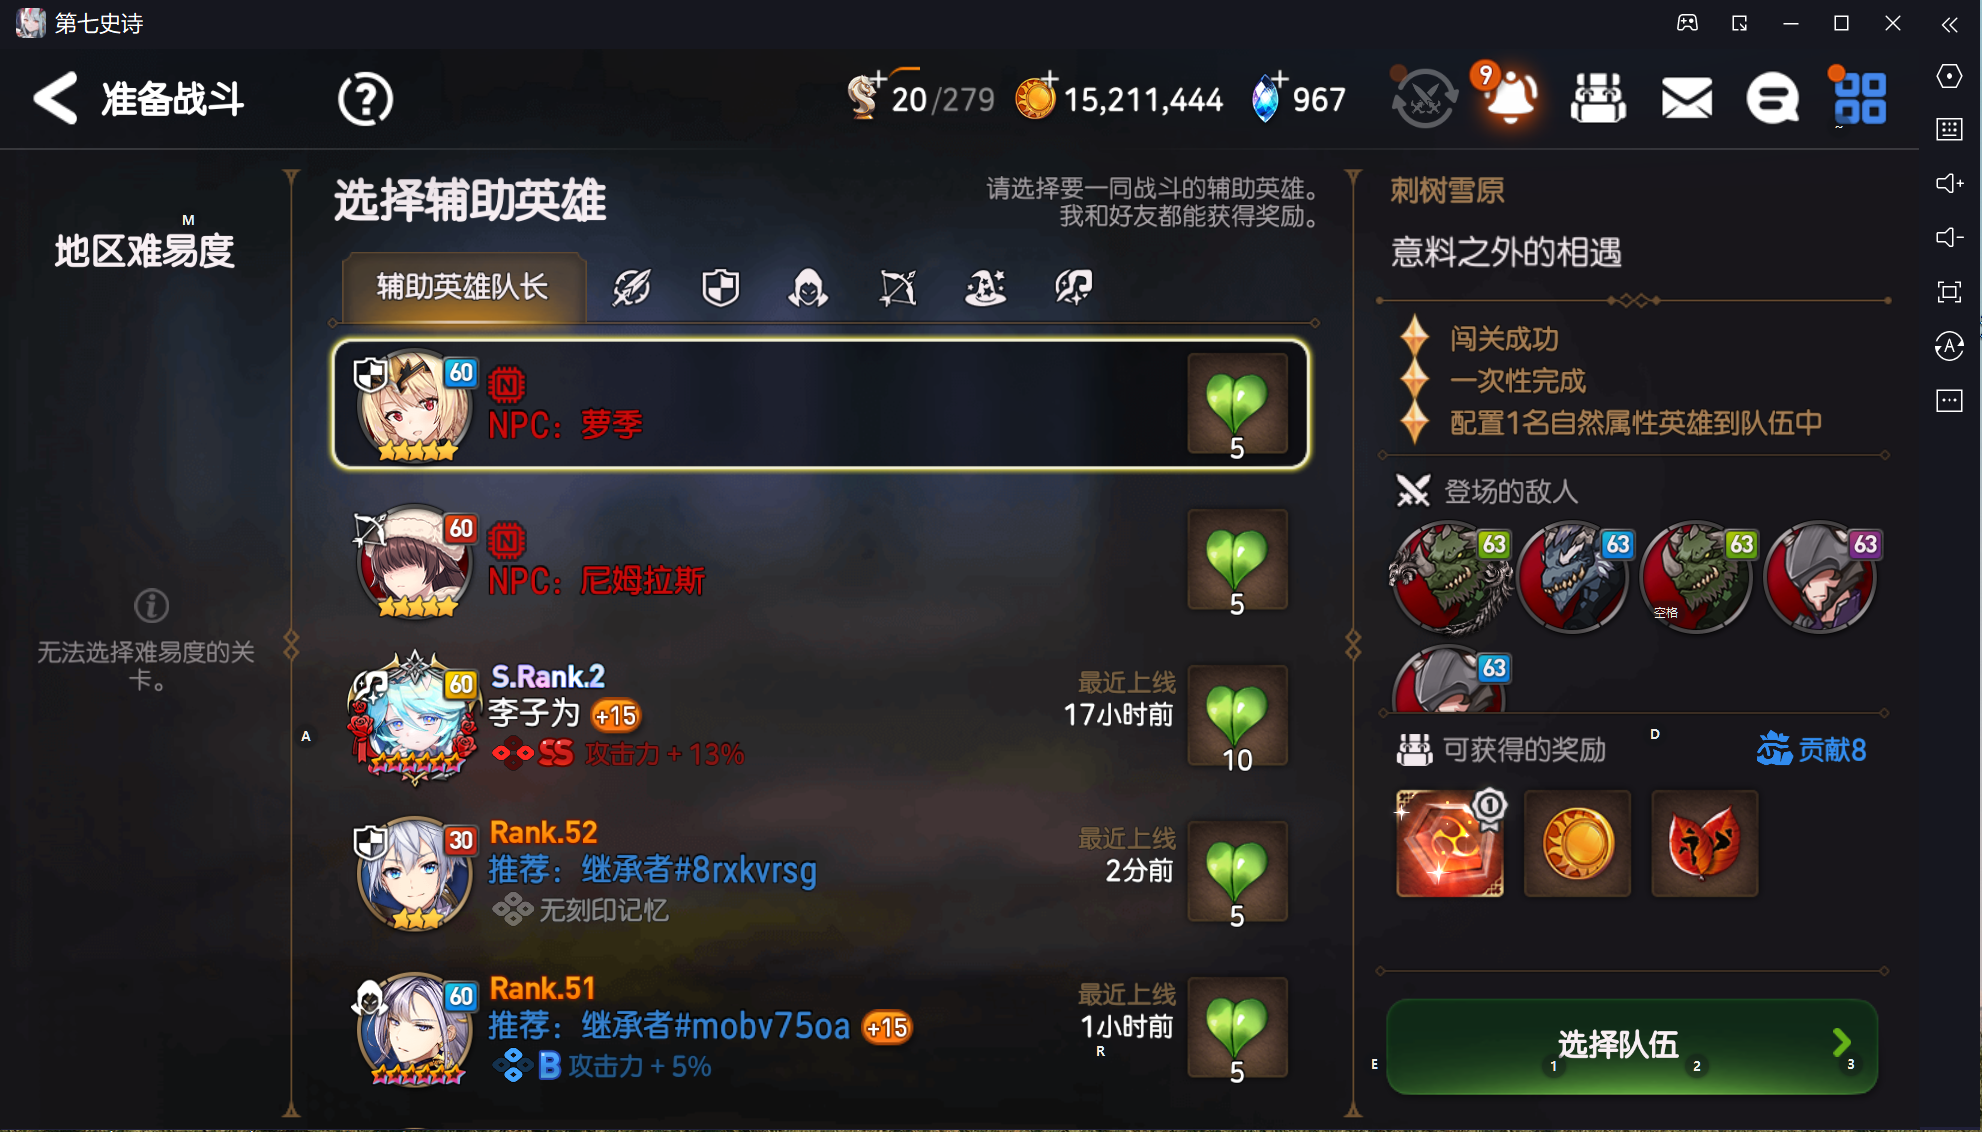 第七史诗
准备战斗
20/279
15,211,444
967
9
~
M
地区难易度
无法选择难易度的关
卡。
A
选择辅助英雄
请选择要一同战斗的辅助英雄。
我和好友都能获得奖励。
辅助英雄队长
60
N
NPC：萝季
5
60
N
NPC：尼姆拉斯
5
60
S.Rank.2
李子为 +15
SS 攻击力 + 13%
最近上线
17小时前
10
30
Rank.52
推荐：继承者#8rxkvrsg
无刻印记忆
最近上线
2分前
5
60
Rank.51
推荐：继承者#mobv75oa +15
B 攻击力 + 5%
最近上线
1小时前
R
5
刺树雪原
意料之外的相遇
闯关成功
一次性完成
配置1名自然属性英雄到队伍中
登场的敌人
63
63
63
63
空格
63
可获得的奖励
D
贡献8
1
选择队伍
E
1
2
3
A